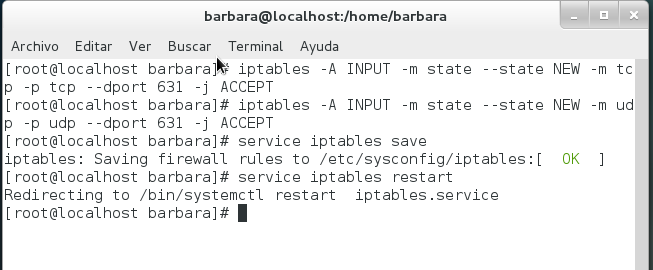 barbara@localhost:/home/barbara
Archivo Editar Ver Buscar Terminal Ayuda
[root@localhost barbara]# iptables -A INPUT -m state --state NEW -m tc
p -p tcp --dport 631 -j ACCEPT
[root@localhost barbara]# iptables -A INPUT -m state --state NEW -m ud
p -p udp --dport 631 -j ACCEPT
[root@localhost barbara]# service iptables save
iptables: Saving firewall rules to /etc/sysconfig/iptables:[  OK  ]
[root@localhost barbara]# service iptables restart
Redirecting to /bin/systemctl restart  iptables.service
[root@localhost barbara]#